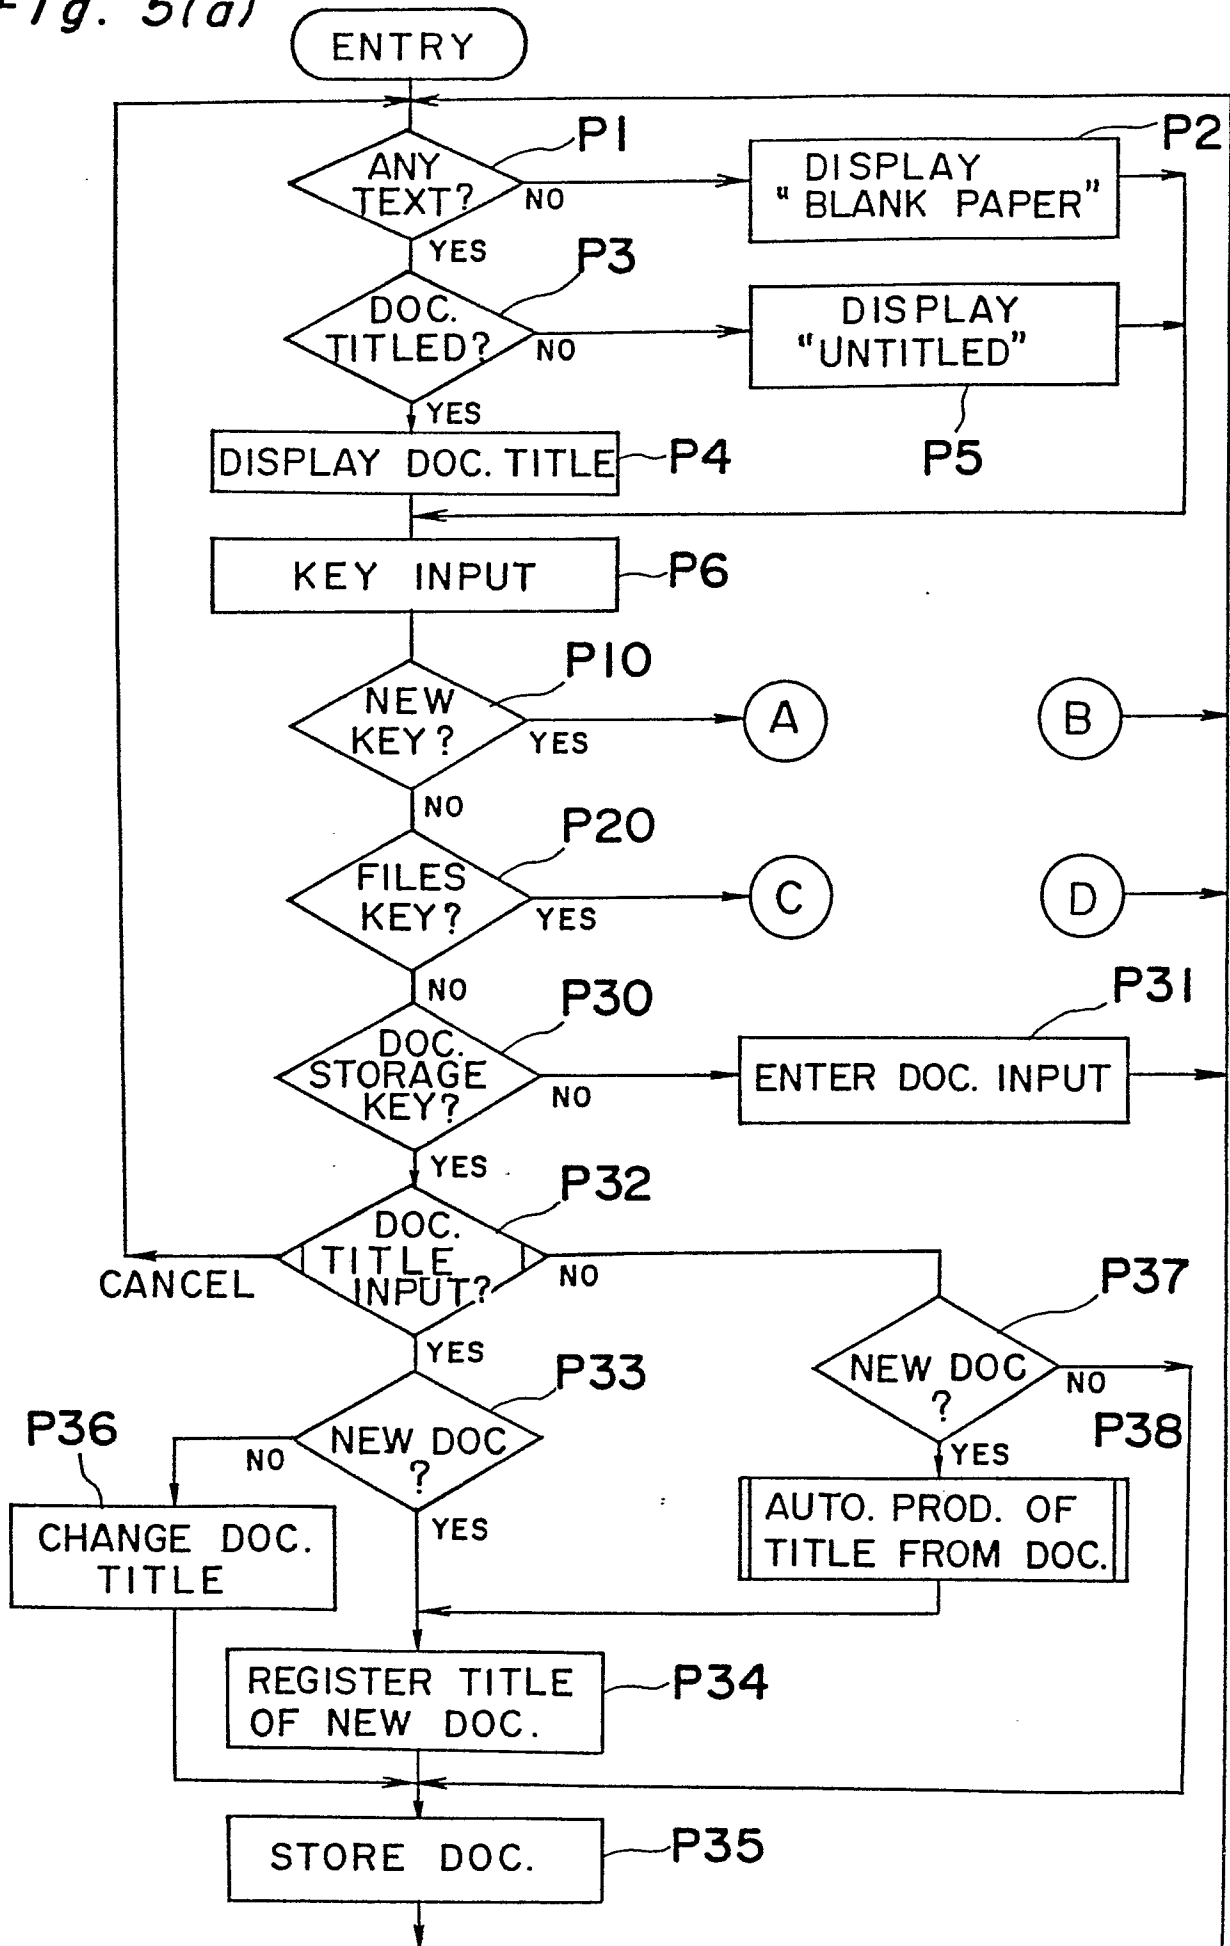 Fig. 5(a)
ENTRY
P1
ANY
TEXT?
NO
YES
P2
DISPLAY
"BLANK PAPER"
P3
DOC.
TITLED?
NO
YES
DISPLAY
"UNTITLED"
P5
DISPLAY DOC. TITLE
P4
KEY INPUT
P6
P10
NEW
KEY?
YES
NO
A
B
P20
FILES
KEY?
YES
NO
C
D
P30
DOC.
STORAGE
KEY?
NO
YES
P31
ENTER DOC. INPUT
P32
DOC.
TITLE
INPUT?
CANCEL
NO
YES
P37
NEW DOC
?
NO
YES
P33
NEW DOC
?
NO
YES
P36
CHANGE DOC.
TITLE
P38
AUTO. PROD. OF
TITLE FROM DOC.
REGISTER TITLE
OF NEW DOC.
P34
STORE DOC.
P35